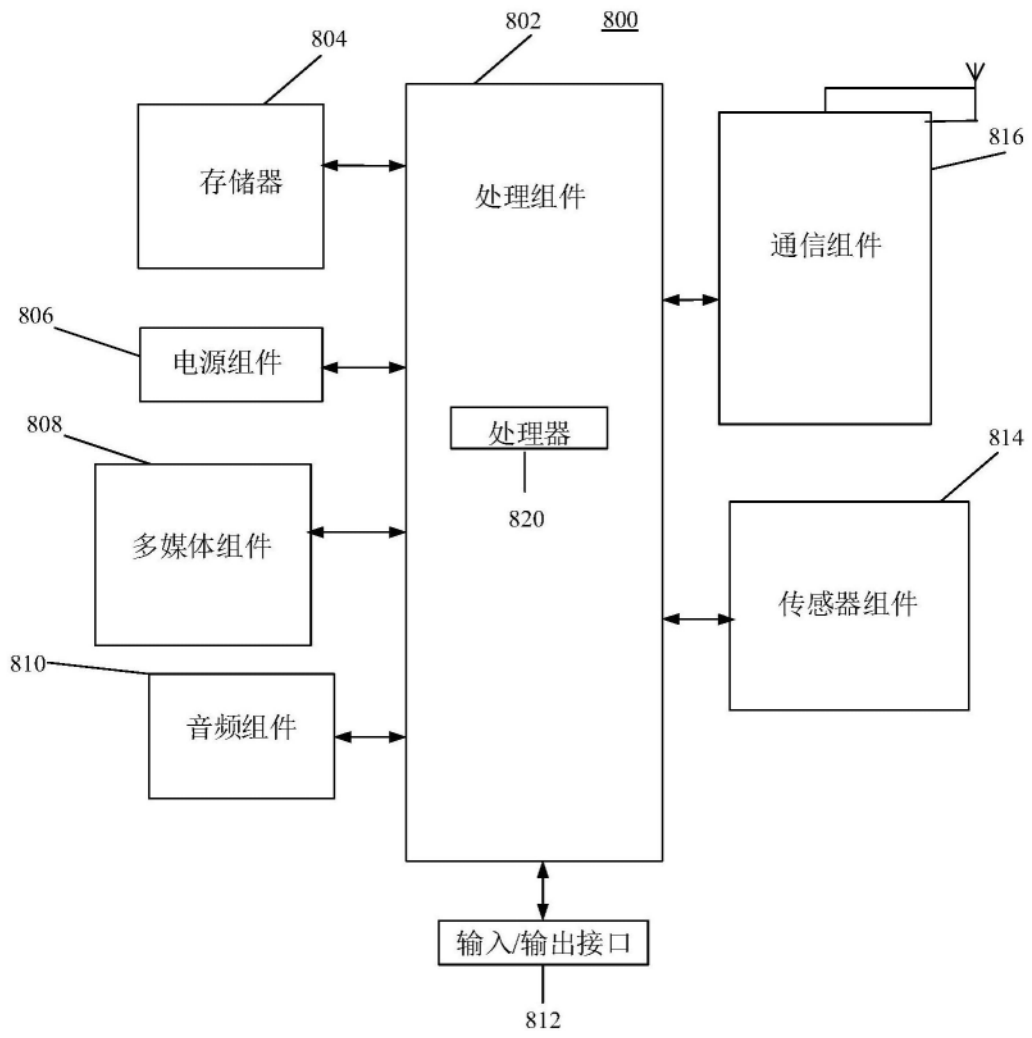 800
802
804
存储器
处理组件
816
通信组件
806
电源组件
808
处理器
820
多媒体组件
814
传感器组件
810
音频组件
输入/输出接口
812